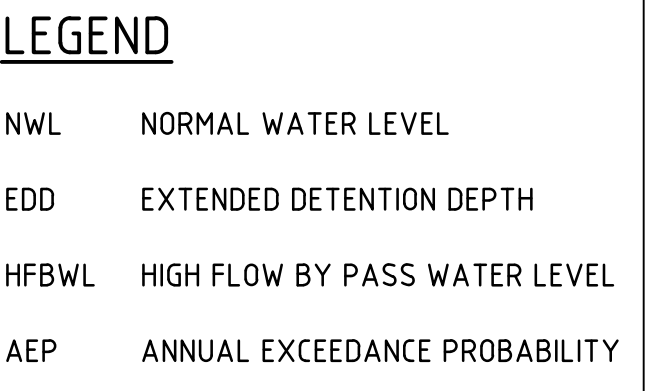 LEGEND
NWL NORMAL WATER LEVEL
EDD EXTENDED DETENTION DEPTH
HFBWL HIGH FLOW BY PASS WATER LEVEL
AEP ANNUAL EXCEEDANCE PROBABILITY